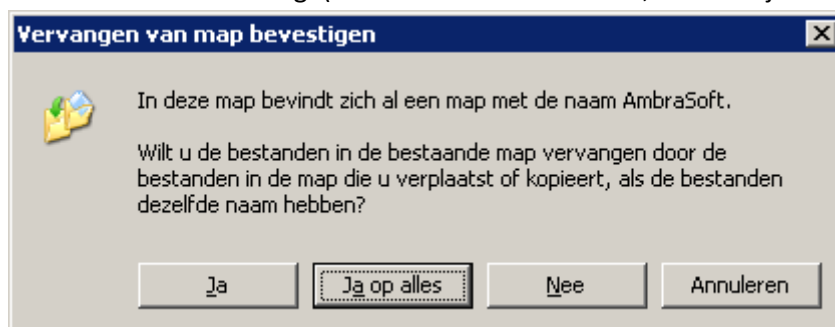 Vervangen van map bevestigen
In deze map bevindt zich al een map met de naam AmbraSoft.
Wilt u de bestanden in de bestaande map vervangen door de
bestanden in de map die u verplaatst of kopieert, als de bestanden
dezelfde naam hebben?
Ja
Ja op alles
Nee
Annuleren